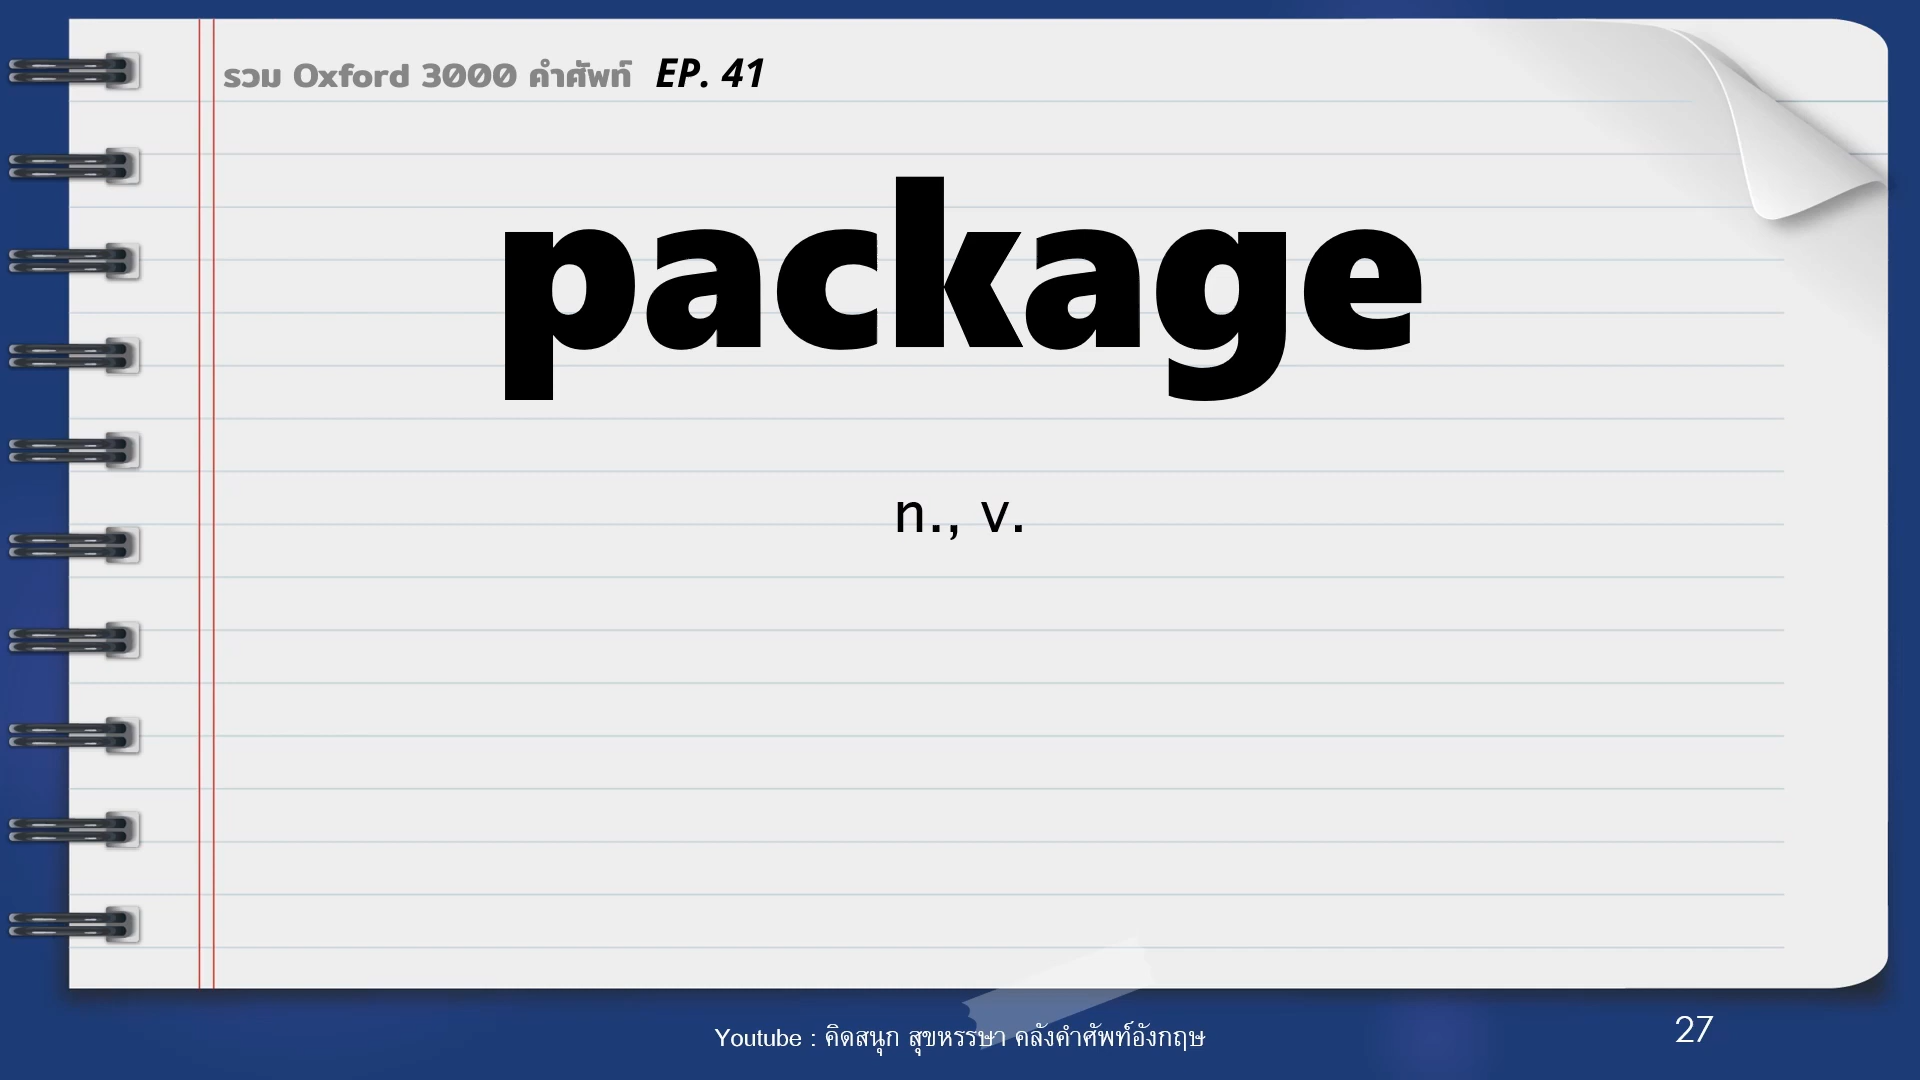 รวม Oxford 3000 คำศัพท์ EP. 41
package
n., v.
Youtube : คิดสนุก สุขหรรษา คลังคำศัพท์อังกฤษ
27